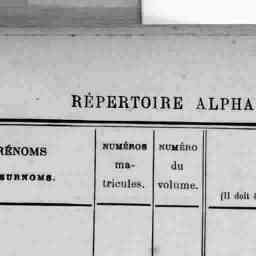 RÉPERTOIRE ALPHA
RÉNOMS
SURNOMS.
NUMÉROS
ma-
tricules.
NUMÉRO
du
volume.
(Il doit